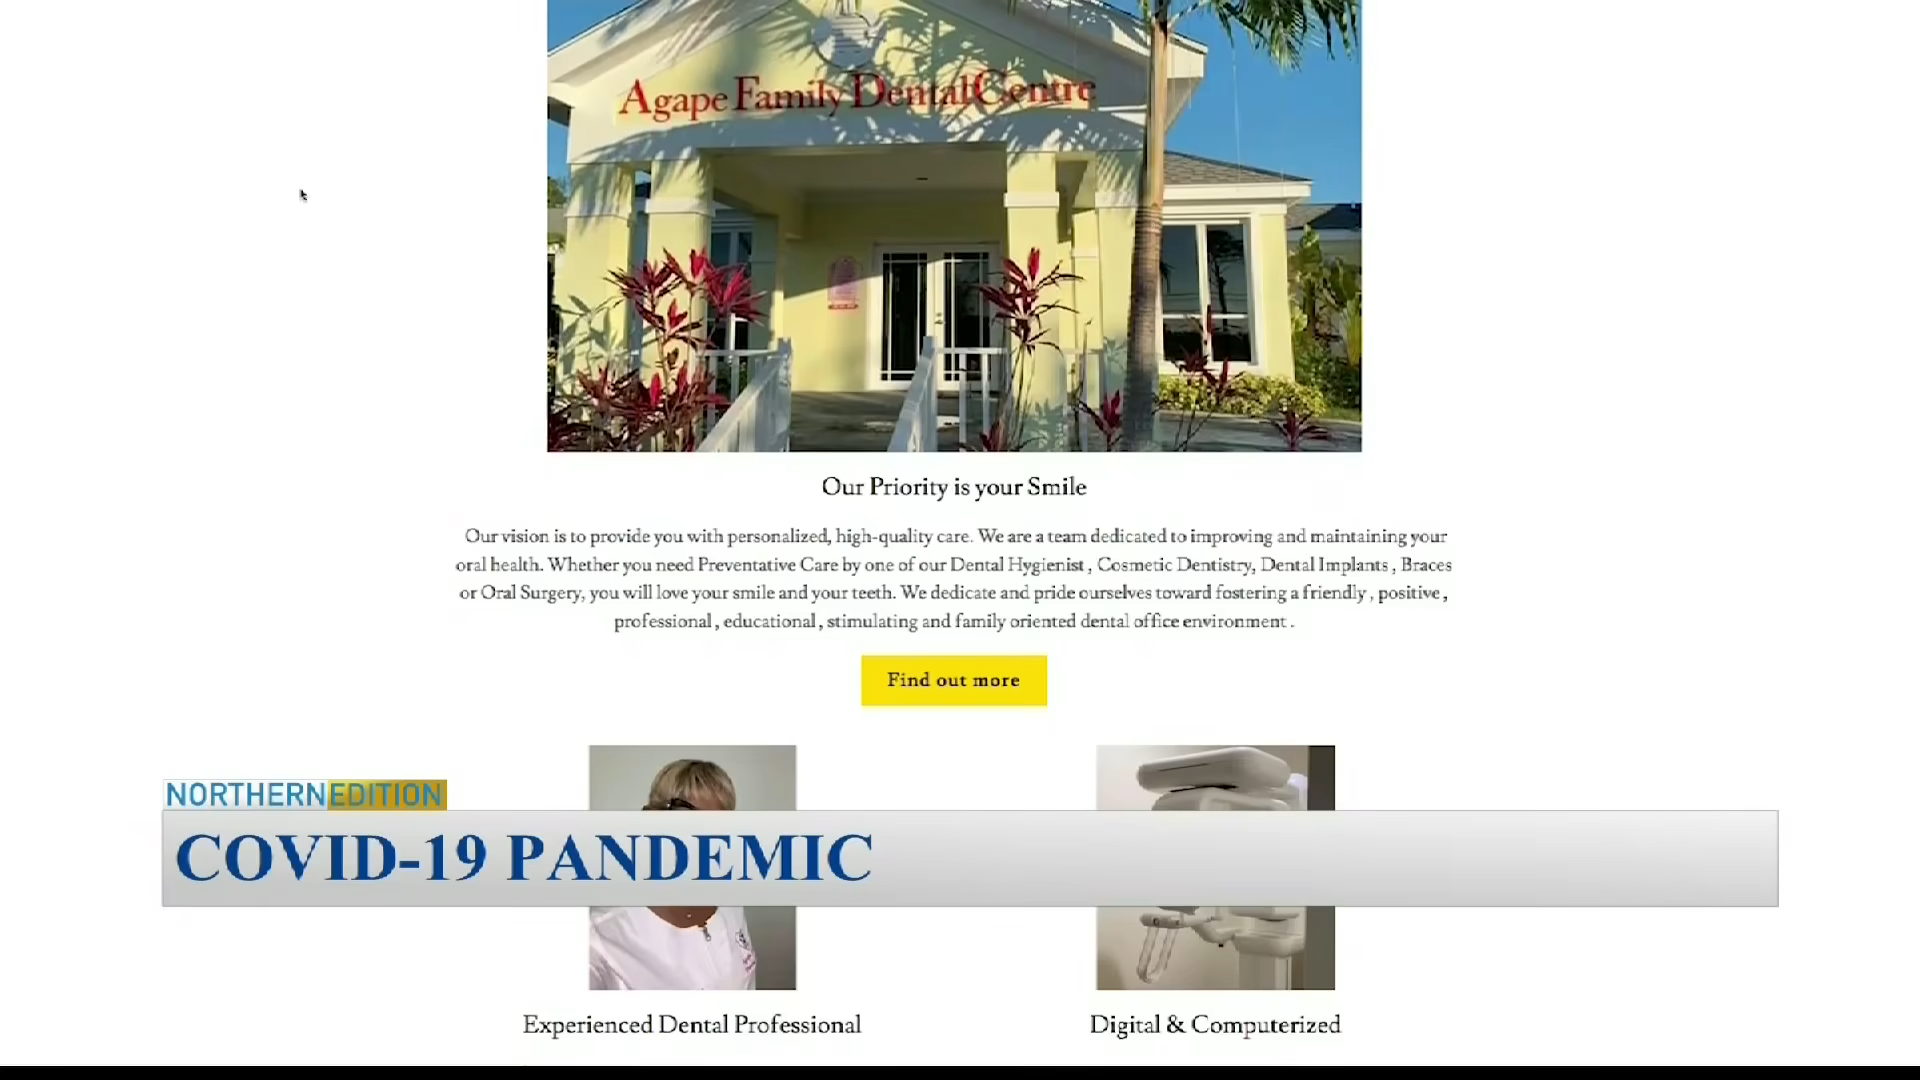 Agape Family Dental Centre
Our Priority is your Smile
Our vision is to provide you with personalized, high-quality care. We are a team dedicated to improving and maintaining your
oral health. Whether you need Preventative Care by one of our Dental Hygienist, Cosmetic Dentistry, Dental Implants, Braces
or Oral Surgery, you will love your smile and your teeth. We dedicate and pride ourselves toward fostering a friendly, positive,
professional, educational, stimulating and family oriented dental office environment.
Find out more
NORTHERN EDITION
COVID-19 PANDEMIC
Experienced Dental Professional
Digital & Computerized